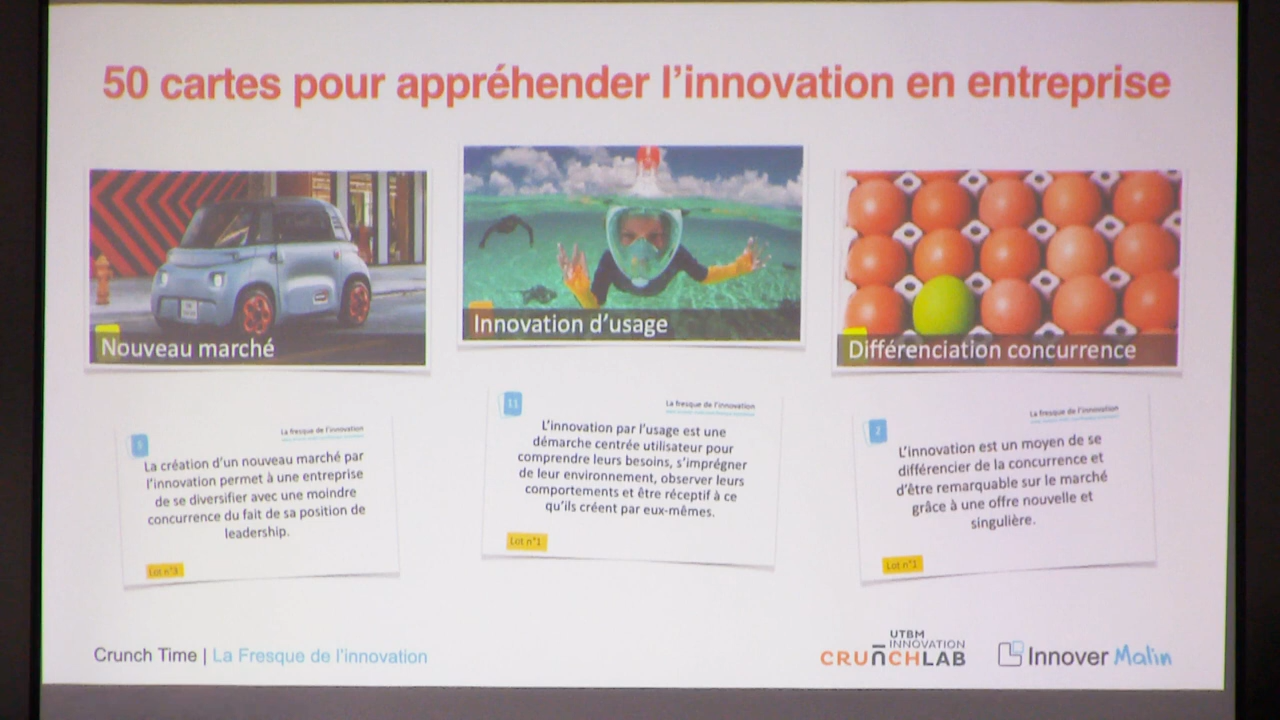 50 cartes pour appréhender l'innovation en entreprise
Nouveau marché
Innovation d'usage
Différenciation concurrence
La fresque de l'innovation
La création d'un nouveau marché par
l'innovation permet à une entreprise
de se diversifier avec une moindre
concurrence du fait de sa position de
leadership.
Lot n°3
11
La fresque de l'innovation
L'innovation par l'usage est une
démarche centrée utilisateur pour
comprendre leurs besoins, s'imprégner
de leur environnement, observer leurs
comportements et être réceptif à ce
qu'ils créent par eux-mêmes.
Lot n°1
2
La fresque de l'innovation
L'innovation est un moyen de se
différencier de la concurrence et
d'être remarquable sur le marché
grâce à une offre nouvelle et
singulière.
Lot n°1
Crunch Time | La Fresque de l'innovation
UTBM
INNOVATION
CRUNCHLAB
Innover Malin